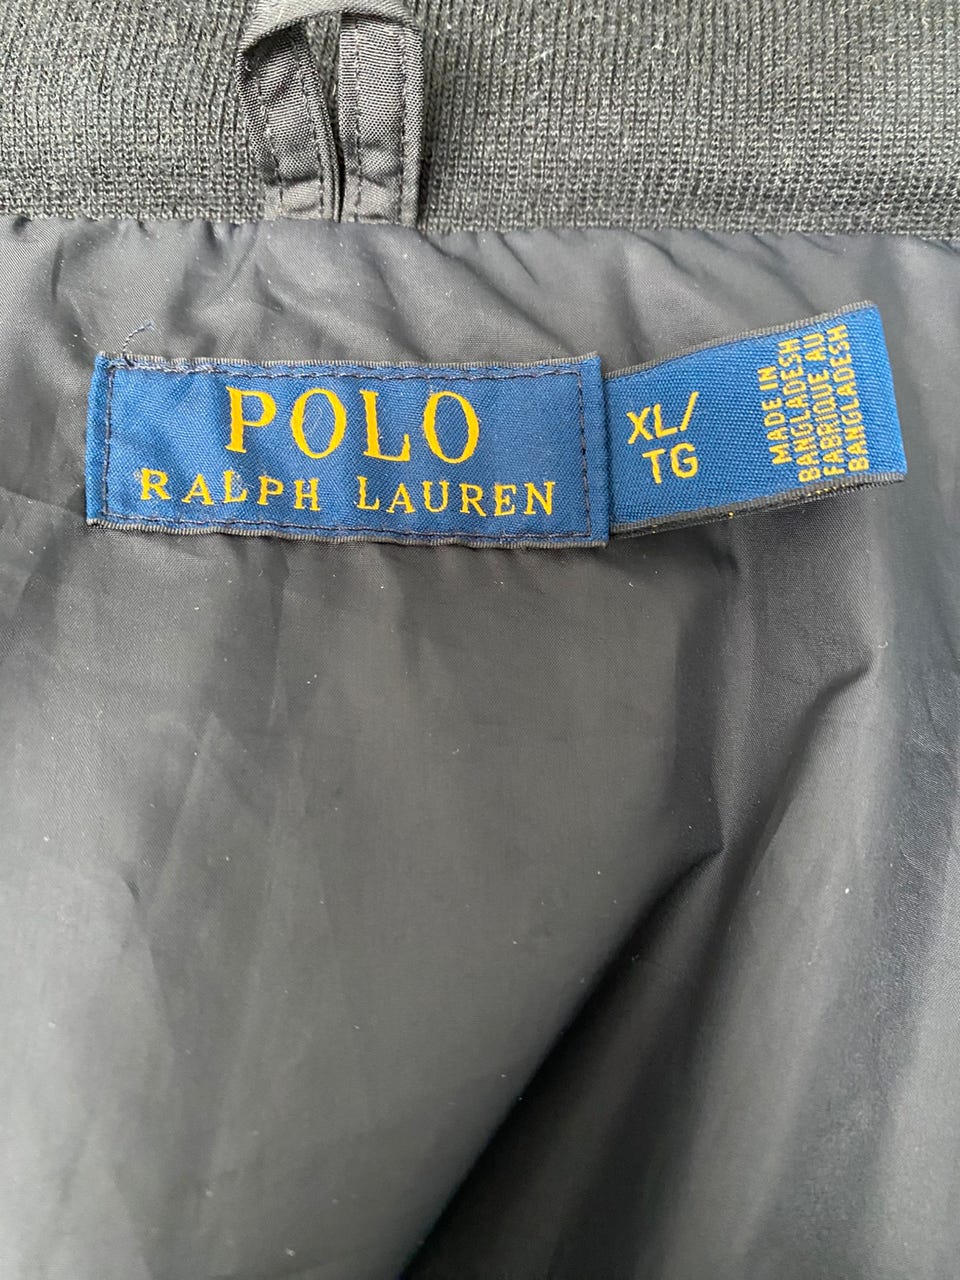 POLO
RALPH LAUREN
XL/
TG
MADE IN
BANGLADESH
FABRIQUE AU
BANGLADESH